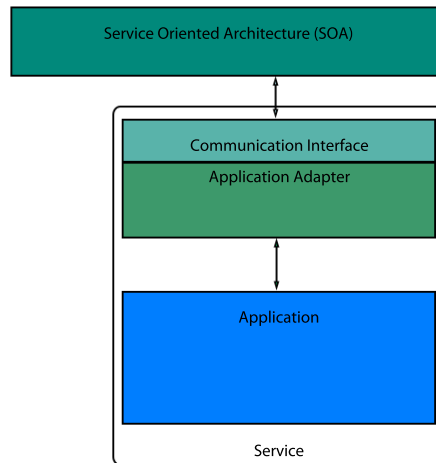 Service Oriented Architecture (SOA)
Communication Interface
Application Adapter
Application
Service